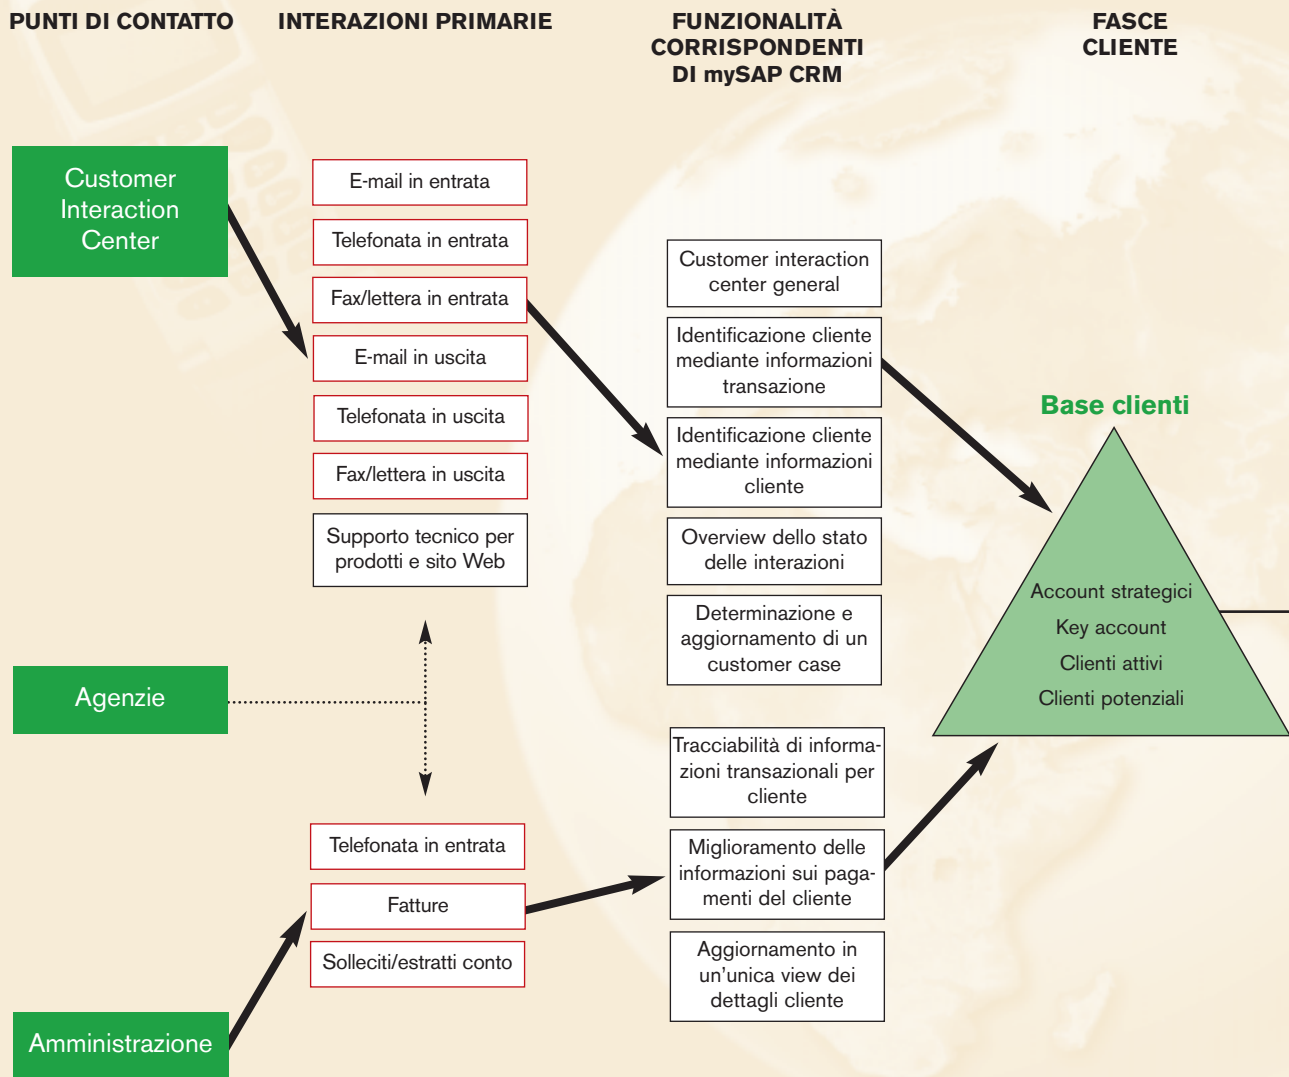 PUNTI DI CONTATTO
INTERAZIONI PRIMARIE
FUNZIONALITÀ
CORRISPONDENTI
DI mySAP CRM
FASCE
CLIENTE
Customer
Interaction
Center
E-mail in entrata
Telefonata in entrata
Fax/lettera in entrata
E-mail in uscita
Telefonata in uscita
Fax/lettera in uscita
Supporto tecnico per
prodotti e sito Web
Customer interaction
center general
Identificazione cliente
mediante informazioni
transazione
Identificazione cliente
mediante informazioni
cliente
Overview dello stato
delle interazioni
Determinazione e
aggiornamento di un
customer case
Base clienti
Account strategici
Key account
Clienti attivi
Clienti potenziali
Agenzie
Telefonata in entrata
Fatture
Solleciti/estratti conto
Tracciabilità di informa-
zioni transazionali per
cliente
Miglioramento delle
informazioni sui paga-
menti del cliente
Aggiornamento in
un’unica view dei
dettagli cliente
Amministrazione